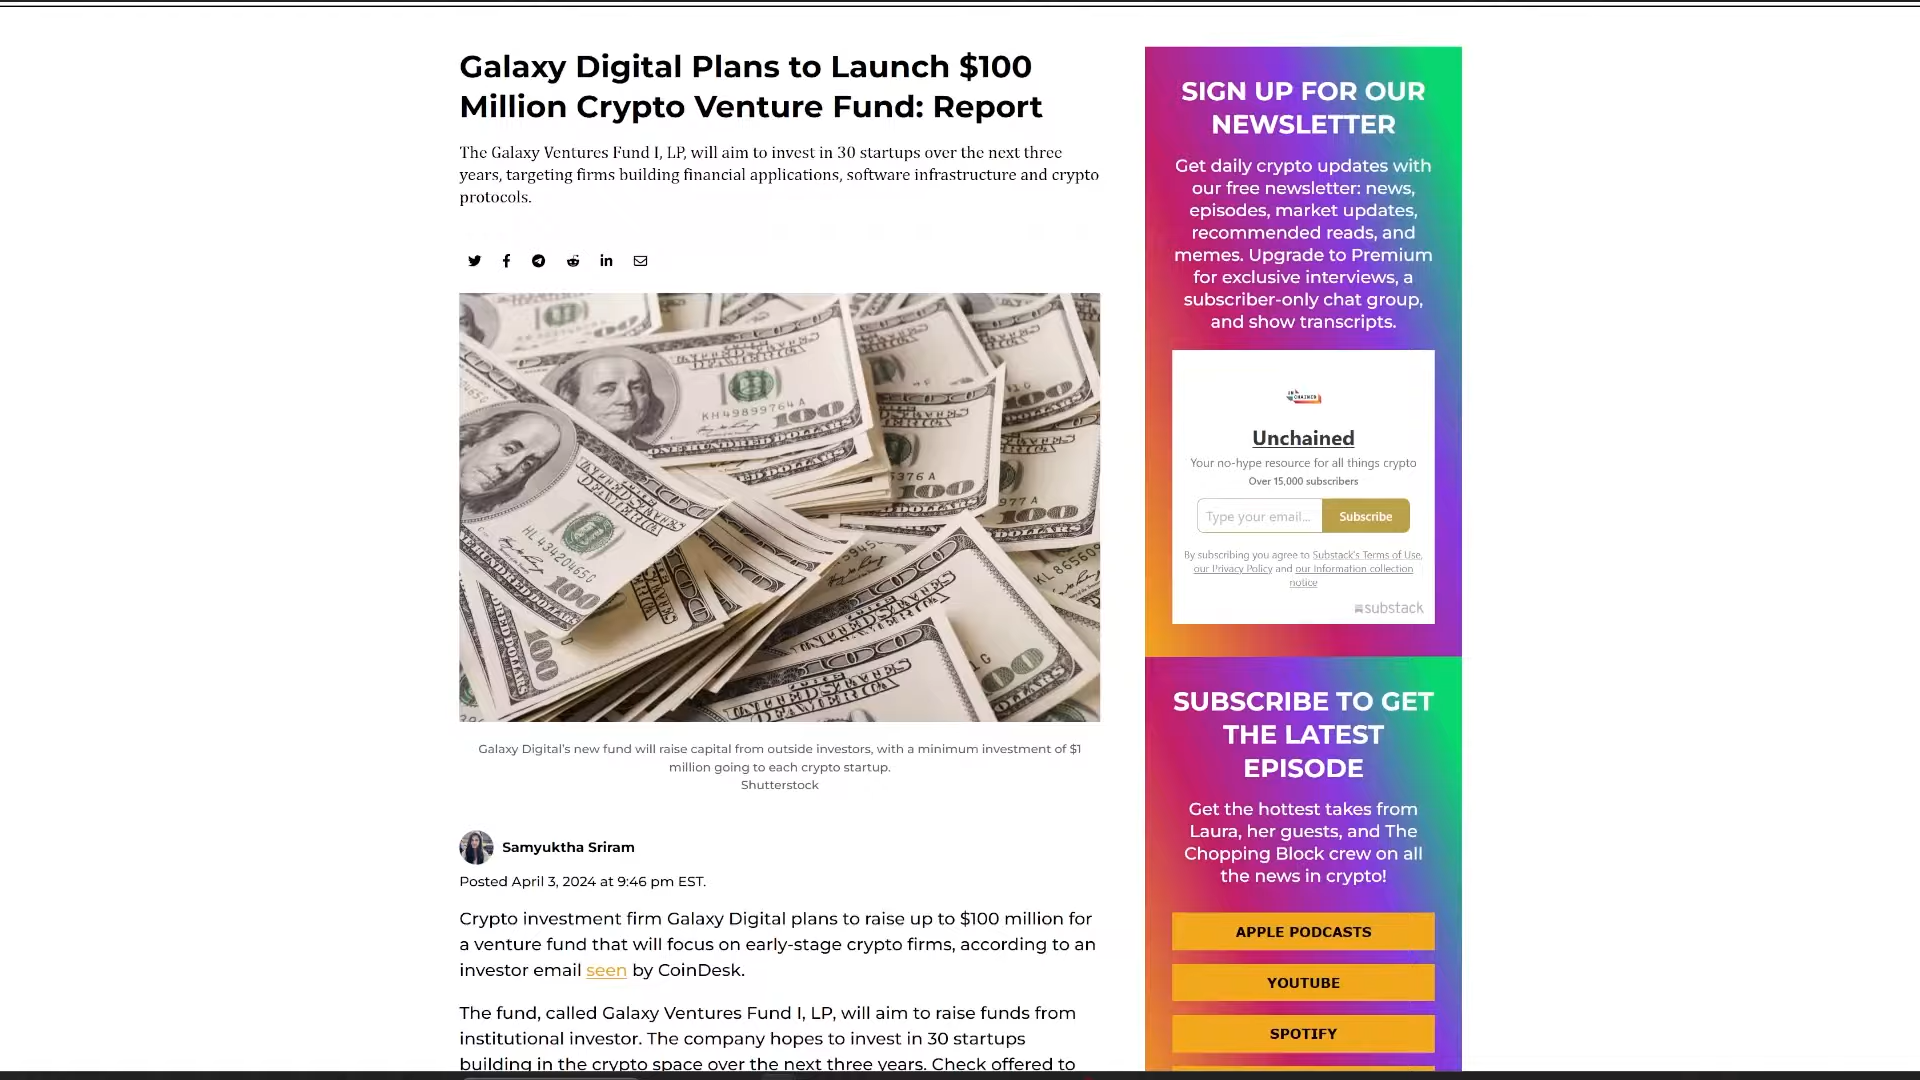 Galaxy Digital Plans to Launch $100
Million Crypto Venture Fund: Report
The Galaxy Ventures Fund I, LP, will aim to invest in 30 startups over the next three
years, targeting firms building financial applications, software infrastructure and crypto
protocols.
Galaxy Digital's new fund will raise capital from outside investors, with a minimum investment of $1
million going to each crypto startup.
Shutterstock
Samyuktha Sriram
Posted April 3, 2024 at 9:46 pm EST.
Crypto investment firm Galaxy Digital plans to raise up to $100 million for
a venture fund that will focus on early-stage crypto firms, according to an
investor email seen by CoinDesk.
The fund, called Galaxy Ventures Fund I, LP, will aim to raise funds from
institutional investor. The company hopes to invest in 30 startups
building in the crypto space over the next three years. Check offered to
SIGN UP FOR OUR
NEWSLETTER
Get daily crypto updates with
our free newsletter: news,
episodes, market updates,
recommended reads, and
memes. Upgrade to Premium
for exclusive interviews, a
subscriber-only chat group,
and show transcripts.
Unchained
Your no-hype resource for all things crypto
Over 15,000 subscribers
Type your email...
Subscribe
By subscribing you agree to Substack's Terms of Use,
our Privacy Policy and our Information collection
notice
substack
SUBSCRIBE TO GET
THE LATEST
EPISODE
Get the hottest takes from
Laura, her guests, and The
Chopping Block crew on all
the news in crypto!
APPLE PODCASTS
YOUTUBE
SPOTIFY